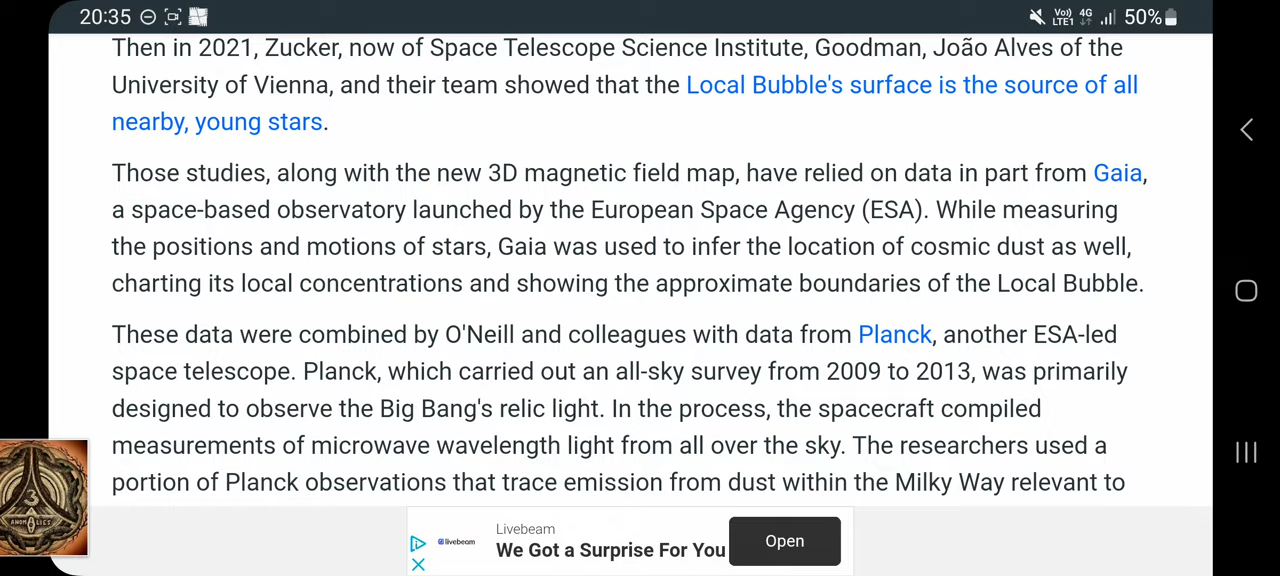 20:35
Vo)) 4G
LTE1
50%
Then in 2021, Zucker, now of Space Telescope Science Institute, Goodman, João Alves of the
University of Vienna, and their team showed that the Local Bubble's surface is the source of all
nearby, young stars.
Those studies, along with the new 3D magnetic field map, have relied on data in part from Gaia,
a space-based observatory launched by the European Space Agency (ESA). While measuring
the positions and motions of stars, Gaia was used to infer the location of cosmic dust as well,
charting its local concentrations and showing the approximate boundaries of the Local Bubble.
These data were combined by O'Neill and colleagues with data from Planck, another ESA-led
space telescope. Planck, which carried out an all-sky survey from 2009 to 2013, was primarily
designed to observe the Big Bang's relic light. In the process, the spacecraft compiled
measurements of microwave wavelength light from all over the sky. The researchers used a
portion of Planck observations that trace emission from dust within the Milky Way relevant to
3
ANOMALIES
Livebeam
livebeam
We Got a Surprise For You
Open